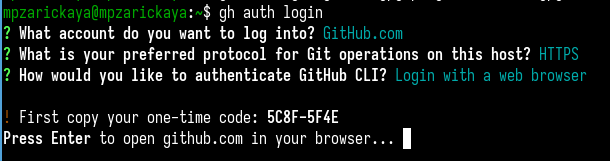 mpzarickaya@mpzarickaya:~$ gh auth login
? What account do you want to log into? GitHub.com
? What is your preferred protocol for Git operations on this host? HTTPS
? How would you like to authenticate GitHub CLI? Login with a web browser
! First copy your one-time code: 5C8F-5F4E
Press Enter to open github.com in your browser...